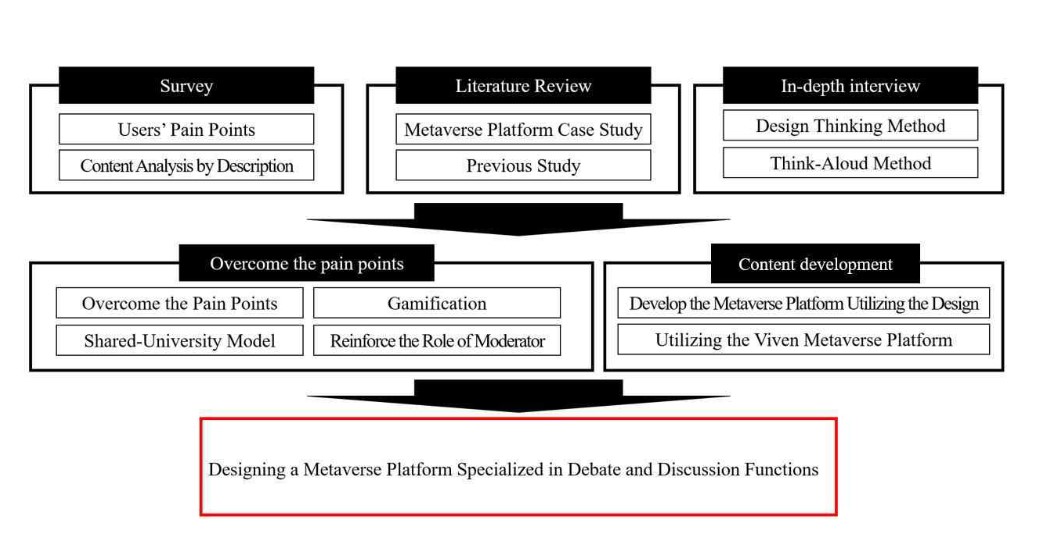 Survey
Users' Pain Points
Content Analysis by Description
Literature Review
Metaverse Platform Case Study
Previous Study
In-depth interview
Design Thinking Method
Think-Aloud Method
Overcome the pain points
Overcome the Pain Points
Gamification
Shared-University Model
Reinforce the Role of Moderator
Content development
Develop the Metaverse Platform Utilizing the Design
Utilizing the Viven Metaverse Platform
Designing a Metaverse Platform Specialized in Debate and Discussion Functions